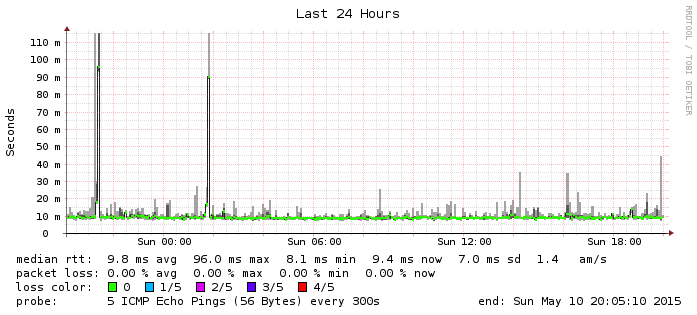 Last 24 Hours
RRDTOOL / TOBI OETIKER
Seconds
110 m
100 m
90 m
80 m
70 m
60 m
50 m
40 m
30 m
20 m
10 m
0
Sun 00:00 Sun 06:00 Sun 12:00 Sun 18:00
median rtt: 9.8 ms avg 96.0 ms max 8.1 ms min 9.4 ms now 7.0 ms sd 1.4 am/s
packet loss: 0.00 % avg 0.00 % max 0.00 % min 0.00 % now
loss color: 0 1/5 2/5 3/5 4/5
probe: 5 ICMP Echo Pings (56 Bytes) every 300s end: Sun May 10 20:05:10 2015